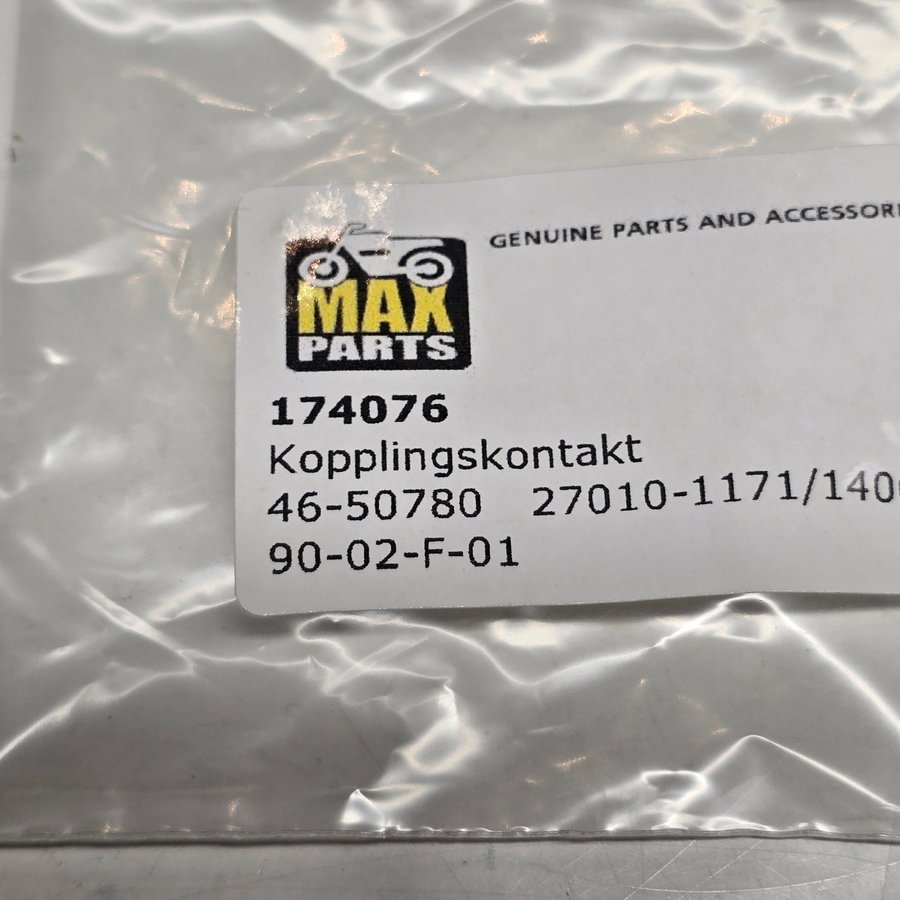 GENUINE PARTS AND ACCESSORI
MAX
PARTS
174076
Kopplingskontakt
46-50780 27010-1171/140
90-02-F-01